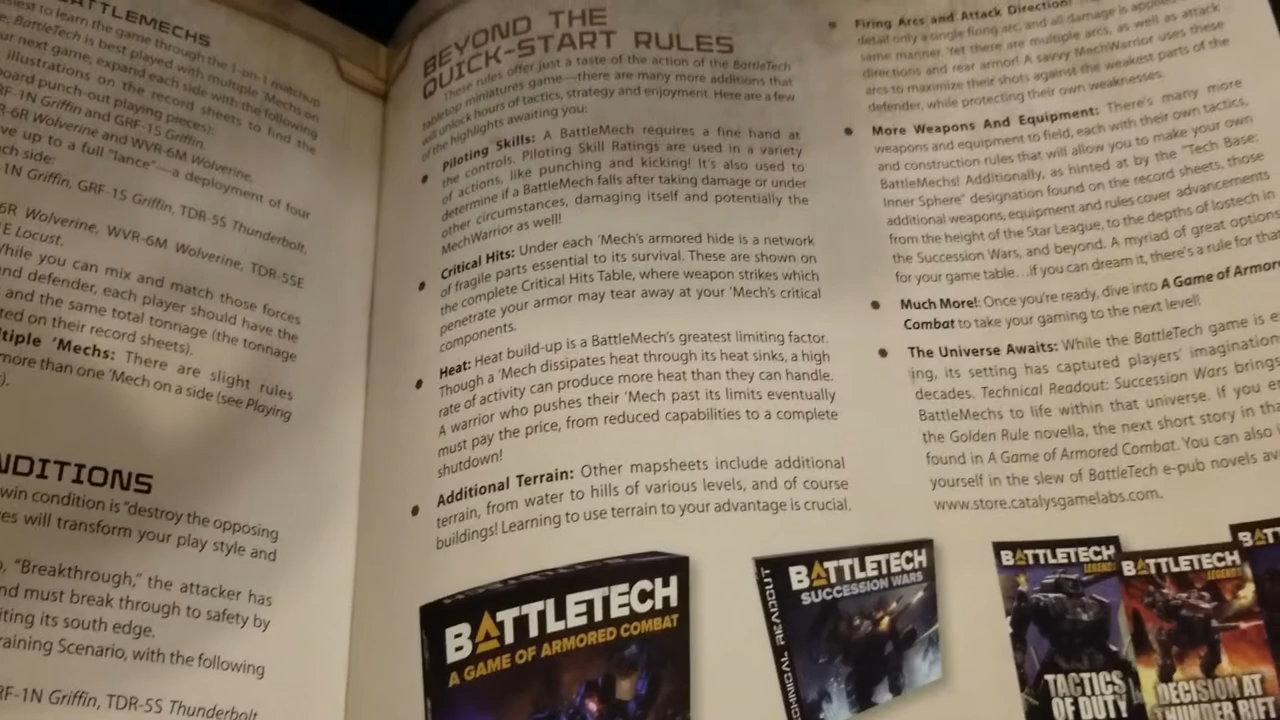 BATTLEMECHS
to learn the game through the 1-on-1 matchup
BattleTech is best played with multiple 'Mechs on
our next game, expand each side with the following
illustrations on the record sheets to find the
board punch-out playing pieces):
GRIFFIN
RF-1N Griffin and GRF-1S Griffin.
-6R Wolverine and WVR-6M Wolverine.
ve up to a full "lance"—a deployment of four
ch side:
-1N Griffin, GRF-1S Griffin, TDR-5S Thunderbolt,
6R Wolverine, WVR-6M Wolverine, TDR-5SE
E Locust.
While you can mix and match those forces
nd defender, each player should have the
and the same total tonnage (the tonnage
ted on their record sheets).
ltiple 'Mechs: There are slight rules
more than one 'Mech on a side (see Playing
).
NDITIONS
win condition is "destroy the opposing
es will transform your play style and
, "Breakthrough," the attacker has
nd must break through to safety by
iting its south edge.
raining Scenario, with the following
RF-1N Griffin, TDR-5S Thunderbolt
BEYOND THE
QUICK-START RULES
These rules offer just a taste of the action of the BattleTech
tabletop miniatures game—there are many more additions that
will unlock hours of tactics, strategy and enjoyment. Here are a few
of the highlights awaiting you:
• Piloting Skills: A BattleMech requires a fine hand at
the controls. Piloting Skill Ratings are used in a variety
of actions, like punching and kicking! It's also used to
determine if a BattleMech falls after taking damage or under
other circumstances, damaging itself and potentially the
MechWarrior as well!
• Critical Hits: Under each 'Mech's armored hide is a network
of fragile parts essential to its survival. These are shown on
the complete Critical Hits Table, where weapon strikes which
penetrate your armor may tear away at your 'Mech's critical
components.
• Heat: Heat build-up is a BattleMech's greatest limiting factor.
Though a 'Mech dissipates heat through its heat sinks, a high
rate of activity can produce more heat than they can handle.
A warrior who pushes their 'Mech past its limits eventually
must pay the price, from reduced capabilities to a complete
shutdown!
• Additional Terrain: Other mapsheets include additional
terrain, from water to hills of various levels, and of course
buildings! Learning to use terrain to your advantage is crucial.
• Firing Arcs and Attack Direction:
detail only a single firing arc, and all damage is applied
same manner. Yet there are multiple arcs, as well as attack
directions and rear armor! A savvy MechWarrior uses these
arcs to maximize their shots against the weakest parts of the
defender, while protecting their own weaknesses.
• More Weapons And Equipment: There's many more
weapons and equipment to field, each with their own tactics,
and construction rules that will allow you to make your own
BattleMechs! Additionally, as hinted at by the "Tech Base:
Inner Sphere" designation found on the record sheets, those
additional weapons, equipment and rules cover advancements
from the height of the Star League, to the depths of lostech in
the Succession Wars, and beyond. A myriad of great options
for your game table…if you can dream it, there's a rule for that
• Much More!: Once you're ready, dive into A Game of Armor
Combat to take your gaming to the next level!
• The Universe Awaits: While the BattleTech game is e
ing, its setting has captured players' imagination
decades. Technical Readout: Succession Wars brings
BattleMechs to life within that universe. If you e
the Golden Rule novella, the next short story in tha
found in A Game of Armored Combat. You can also
yourself in the slew of BattleTech e-pub novels av
www.store.catalysgamelabs.com.
BATTLETECH
A GAME OF ARMORED COMBAT
TECHNICAL READOUT
BATTLETECH
SUCCESSION WARS
BATTLETECH
LEGENDS
TACTICS
OF DUTY
BATTLETECH
LEGENDS
DECISION AT
THUNDER RIFT
BATT